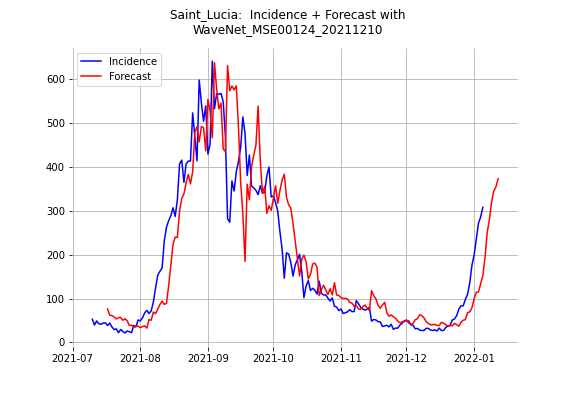 Saint_Lucia:  Incidence + Forecast with
WaveNet_MSE00124_20211210
Incidence
Forecast
600
500
400
300
200
100
0
2021-07 2021-08 2021-09 2021-10 2021-11 2021-12 2022-01